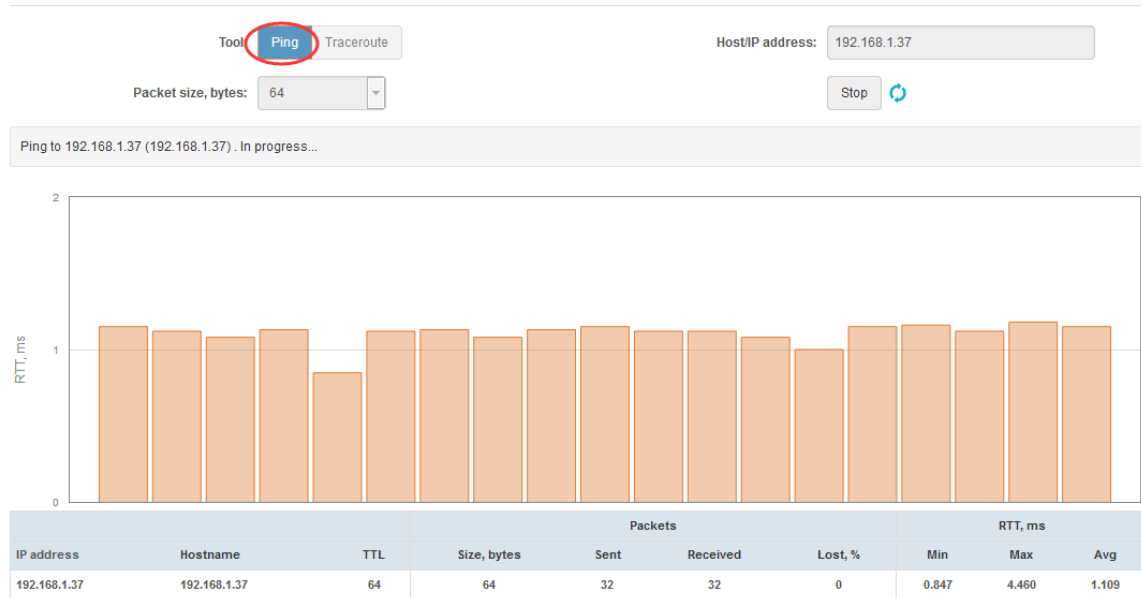 Tool Ping Traceroute Host/IP address: 192.168.1.37
Packet size, bytes: 64 Stop
Ping to 192.168.1.37 (192.168.1.37) . In progress...
2
1
0
RTT, ms
Packets RTT, ms
IP address Hostname TTL Size, bytes Sent Received Lost, % Min Max Avg
192.168.1.37 192.168.1.37 64 64 32 32 0 0.847 4.460 1.109